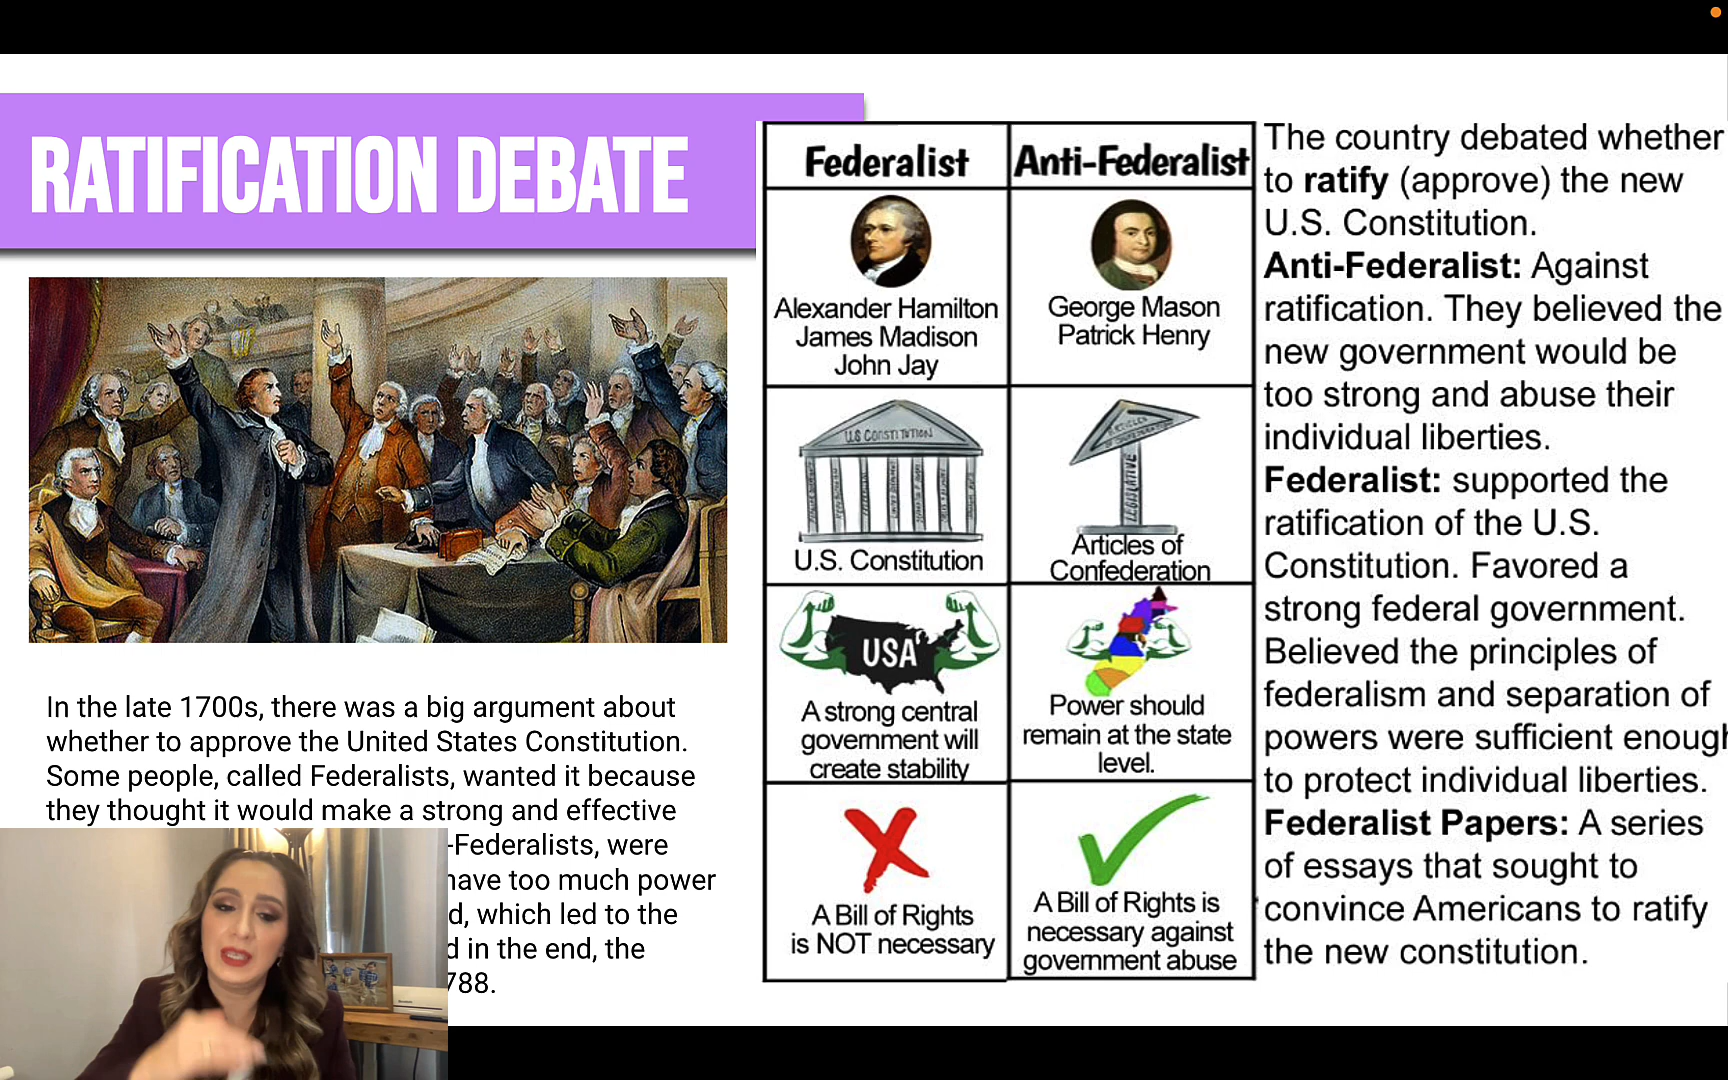 RATIFICATION DEBATE
In the late 1700s, there was a big argument about
whether to approve the United States Constitution.
Some people, called Federalists, wanted it because
they thought it would make a strong and effective
-Federalists, were
have too much power
d, which led to the
d in the end, the
788.
Federalist Anti-Federalist
Alexander Hamilton
James Madison
John Jay
George Mason
Patrick Henry
U.S CONSTITUTION
U.S. Constitution
ARTICLES
LEGISLATIVE
Articles of
Confederation
USA
A strong central
government will
create stability
Power should
remain at the state
level.
A Bill of Rights
is NOT necessary
A Bill of Rights is
necessary against
government abuse
The country debated whether
to ratify (approve) the new
U.S. Constitution.
Anti-Federalist: Against
ratification. They believed the
new government would be
too strong and abuse their
individual liberties.
Federalist: supported the
ratification of the U.S.
Constitution. Favored a
strong federal government.
Believed the principles of
federalism and separation of
powers were sufficient enough
to protect individual liberties.
Federalist Papers: A series
of essays that sought to
convince Americans to ratify
the new constitution.